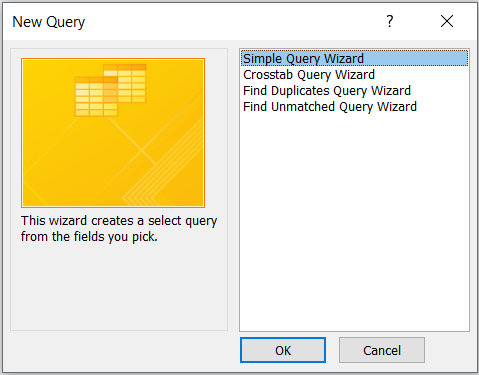 New Query
?
This wizard creates a select query
from the fields you pick.
Simple Query Wizard
Crosstab Query Wizard
Find Duplicates Query Wizard
Find Unmatched Query Wizard
OK
Cancel